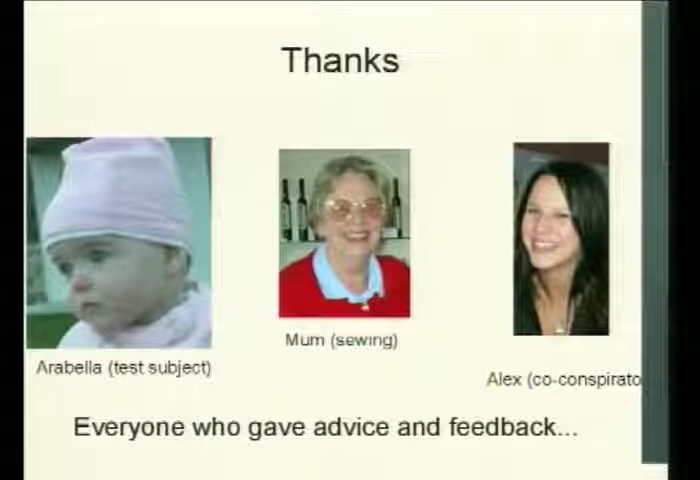 Thanks
Arabella (test subject)
Mum (sewing)
Alex (co-conspirato
Everyone who gave advice and feedback...